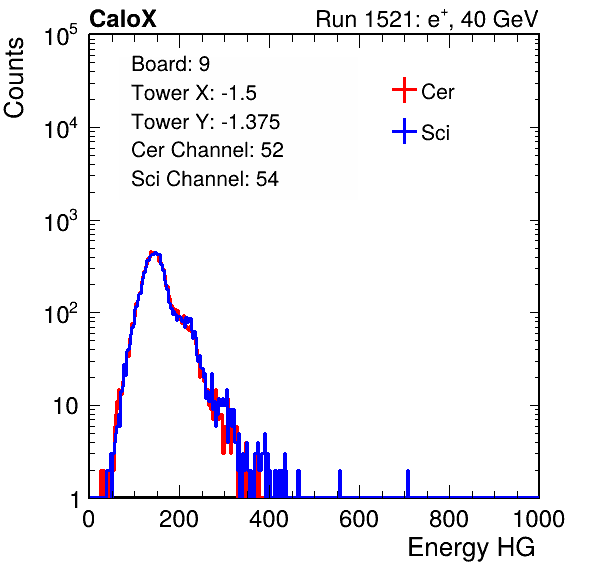 CaloX Run 1521: e⁺, 40 GeV
Counts
10⁵
10⁴
10³
10²
10
1
Board: 9
Tower X: -1.5
Tower Y: -1.375
Cer Channel: 52
Sci Channel: 54
Cer
Sci
0 200 400 600 800 1000
Energy HG